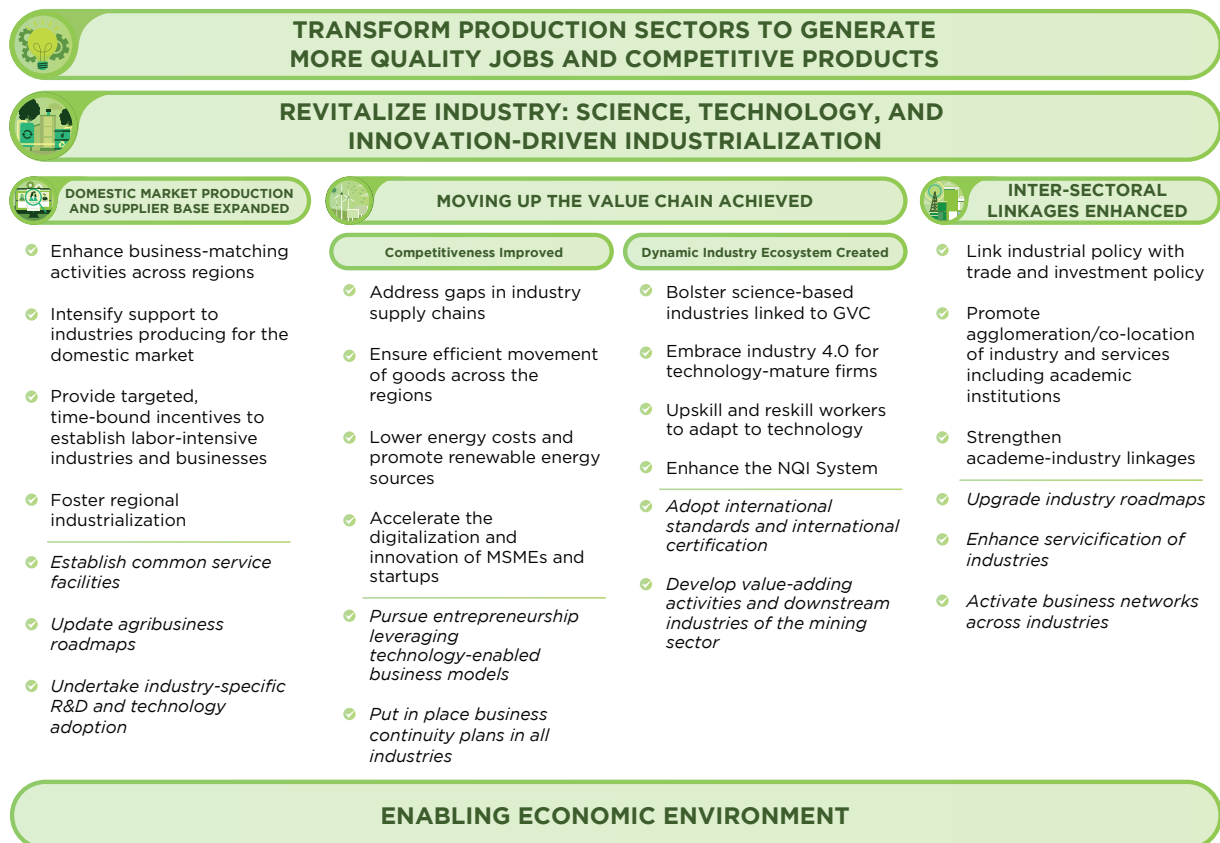 TRANSFORM PRODUCTION SECTORS TO GENERATE
MORE QUALITY JOBS AND COMPETITIVE PRODUCTS
REVITALIZE INDUSTRY: SCIENCE, TECHNOLOGY, AND
INNOVATION-DRIVEN INDUSTRIALIZATION
DOMESTIC MARKET PRODUCTION
AND SUPPLIER BASE EXPANDED
Enhance business-matching
activities across regions
Intensify support to
industries producing for the
domestic market
Provide targeted,
time-bound incentives to
establish labor-intensive
industries and businesses
Foster regional
industrialization
Establish common service
facilities
Update agribusiness
roadmaps
Undertake industry-specific
R&D and technology
adoption
MOVING UP THE VALUE CHAIN ACHIEVED
Competitiveness Improved
Address gaps in industry
supply chains
Ensure efficient movement
of goods across the
regions
Lower energy costs and
promote renewable energy
sources
Accelerate the
digitalization and
innovation of MSMEs and
startups
Pursue entrepreneurship
leveraging
technology-enabled
business models
Put in place business
continuity plans in all
industries
Dynamic Industry Ecosystem Created
Bolster science-based
industries linked to GVC
Embrace industry 4.0 for
technology-mature firms
Upskill and reskill workers
to adapt to technology
Enhance the NQI System
Adopt international
standards and international
certification
Develop value-adding
activities and downstream
industries of the mining
sector
INTER-SECTORAL
LINKAGES ENHANCED
Link industrial policy with
trade and investment policy
Promote
agglomeration/co-location
of industry and services
including academic
institutions
Strengthen
academe-industry linkages
Upgrade industry roadmaps
Enhance servicification of
industries
Activate business networks
across industries
ENABLING ECONOMIC ENVIRONMENT